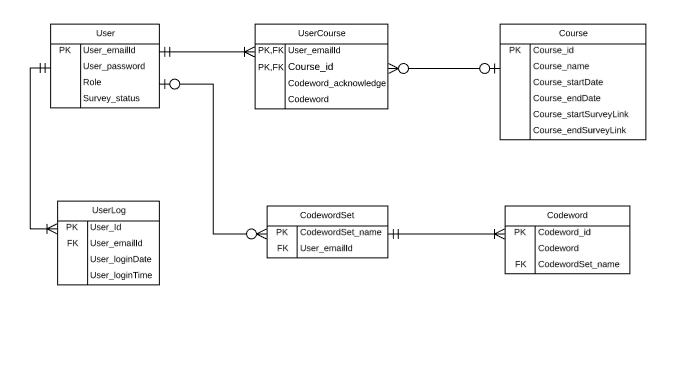 User
PK User_emailId
User_password
Role
Survey_status
UserCourse
PK,FK User_emailId
PK,FK Course_id
Codeword_acknowledge
Codeword
Course
PK Course_id
Course_name
Course_startDate
Course_endDate
Course_startSurveyLink
Course_endSurveyLink
UserLog
PK User_Id
FK User_emailId
User_loginDate
User_loginTime
CodewordSet
PK CodewordSet_name
FK User_emailId
Codeword
PK Codeword_id
Codeword
FK CodewordSet_name